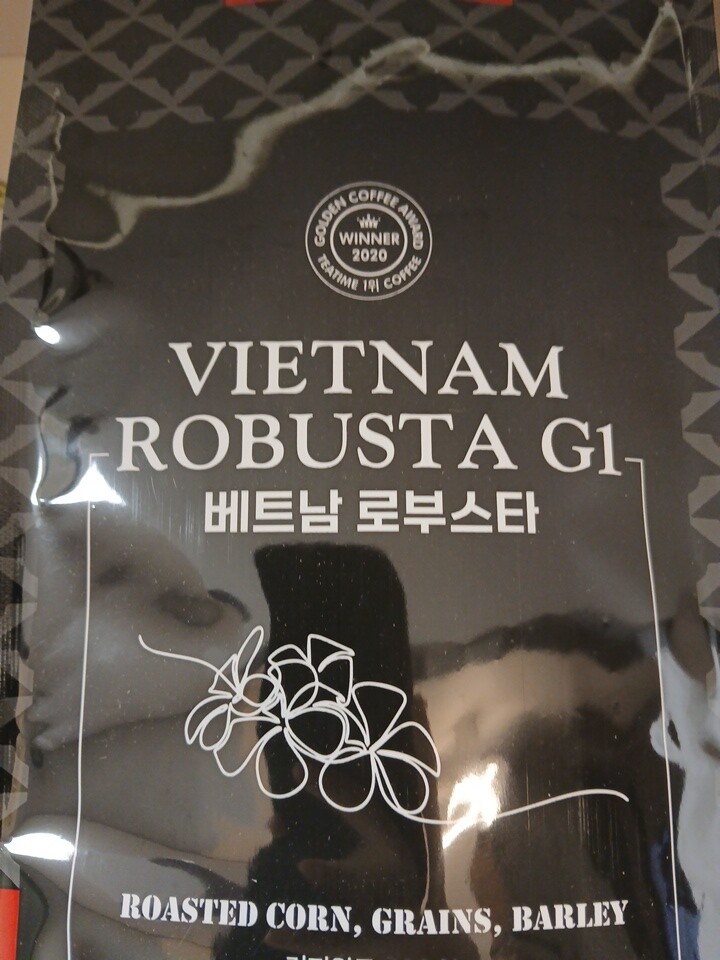 GOLDEN COFFEE AWARD
WINNER
2020
TEATIME 1위 COFFEE
VIETNAM
ROBUSTA G1
베트남 로부스타
ROASTED CORN, GRAINS, BARLEY